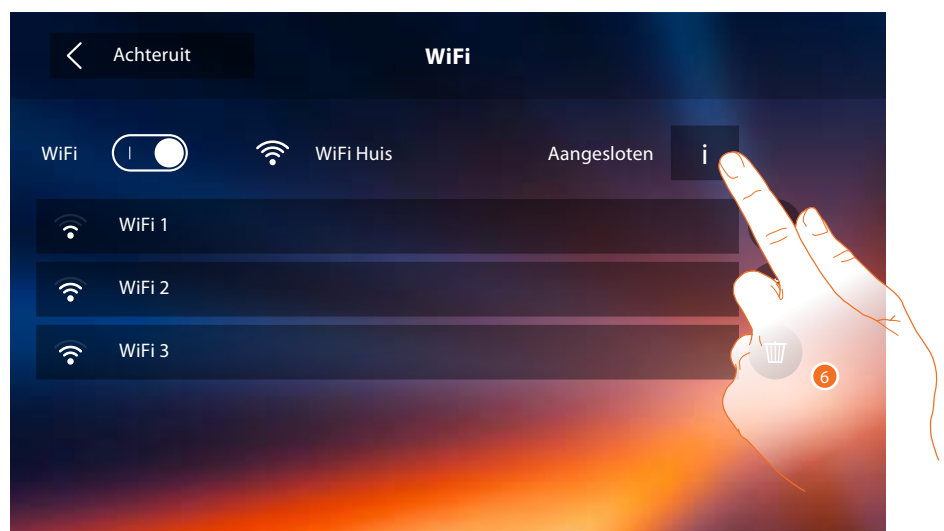 Achteruit
WiFi
WiFi
WiFi Huis
Aangesloten
i
WiFi 1
WiFi 2
WiFi 3
6